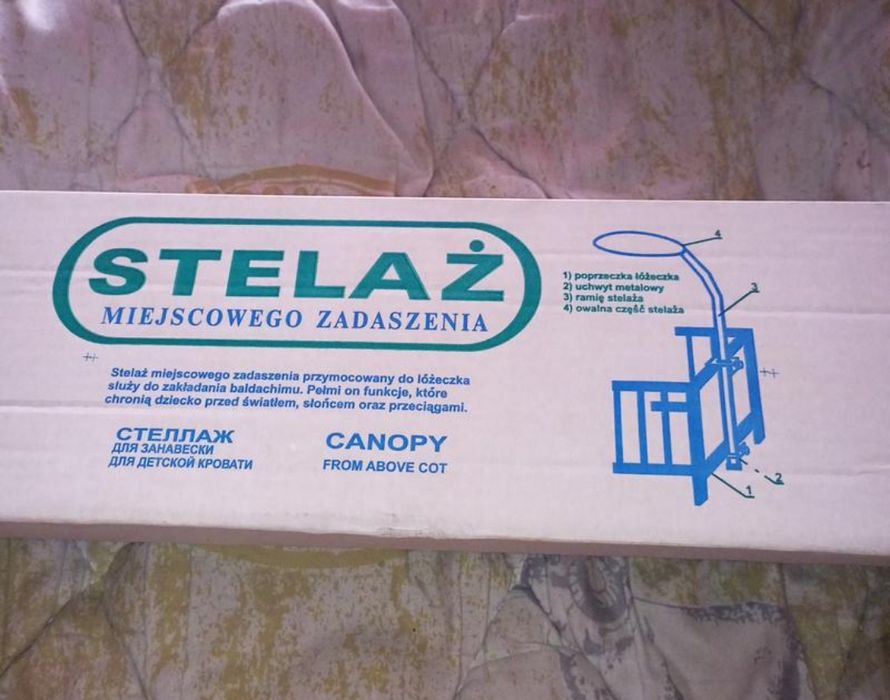 STELAŻ
MIEJSCOWEGO ZADASZENIA
Stelaż miejscowego zadaszenia przymocowany do łóżeczka
służy do zakładania baldachimu. Pełmi on funkcje, które
chronią dziecko przed światłem, słońcem oraz przeciągami.
СТЕЛЛАЖ
ДЛЯ ЗАНАВЕСКИ
ДЛЯ ДЕТСКОЙ КРОВАТИ
CANOPY
FROM ABOVE COT
1) poprzeczka łóżeczka
2) uchwyt metalowy
3) ramię stelaża
4) owalna część stelaża
4
3
2
1